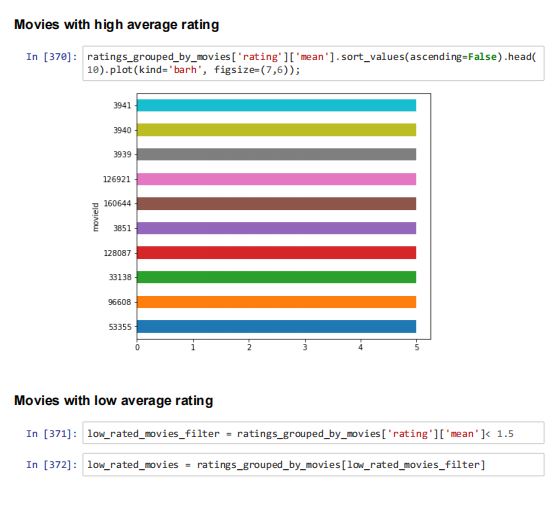 Movies with high average rating
In [370]: ratings_grouped_by_movies['rating']['mean'].sort_values(ascending=False).head(
10).plot(kind='barh', figsize=(7,6));
3941
3940
3939
126921
160644
3851
128087
33138
96608
53355
movieId
0 1 2 3 4 5
Movies with low average rating
In [371]: low_rated_movies_filter = ratings_grouped_by_movies['rating']['mean']< 1.5
In [372]: low_rated_movies = ratings_grouped_by_movies[low_rated_movies_filter]